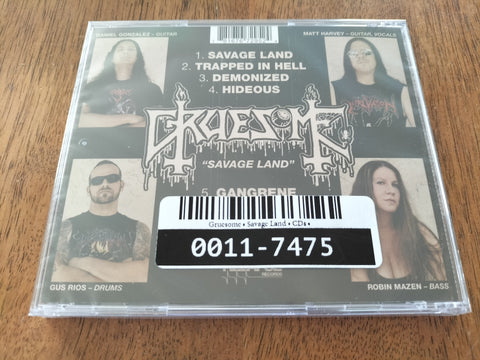 DANIEL GONZALEZ – GUITAR
MATT HARVEY – GUITAR, VOCALS
1. SAVAGE LAND
2. TRAPPED IN HELL
3. DEMONIZED
4. HIDEOUS
GRUESOME
"SAVAGE LAND"
5. GANGRENE
Gruesome • Savage Land • CDs •
0011-7475
RECORDS
GUS RIOS – DRUMS
ROBIN MAZEN – BASS